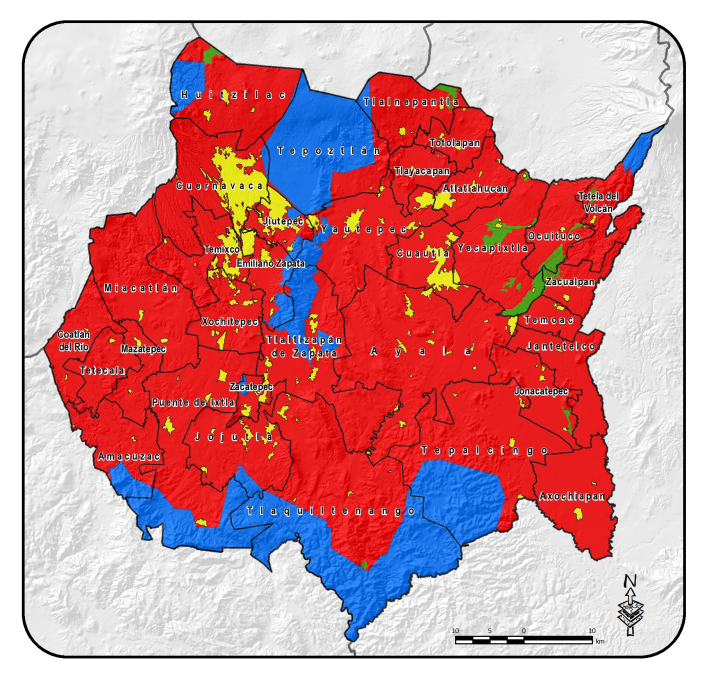 Huitzilac
Tlalnepantla
Tepoztlán
Totolapan
Tlayacapan
Cuernavaca
Atlatlahucan
Tetela del
Volcán
Jiutepec
Yautepec
Ocuituco
Temixco
Cuautla
Yecapixtla
Emiliano Zapata
Zacualpan
Miacatlán
Xochitepec
Temoac
Coatlán
del Río
Mazatepec
Tlaltizapán
de Zapata
Ayala
Jantetelco
Tetecala
Zacatepec
Jonacatepec
Puente de Ixtla
Jojutla
Amacuzac
Tepalcingo
Axochiapan
Tlaquiltenango
N
10 5 0 10
km